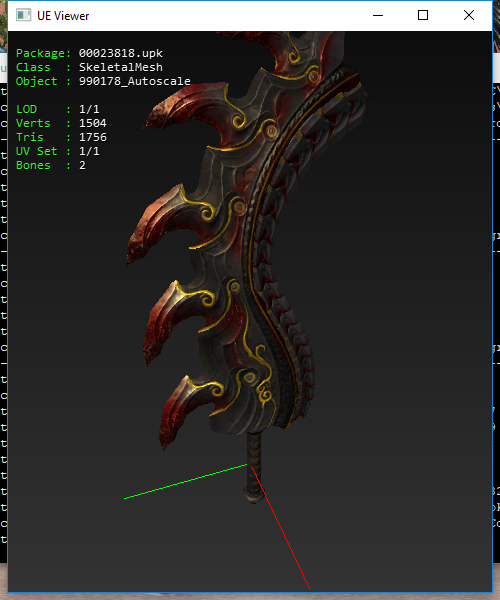 UE Viewer
Package: 00023818.upk
Class : SkeletalMesh
Object : 990178_Autoscale
LOD : 1/1
Verts : 1504
Tris : 1756
UV Set : 1/1
Bones : 2